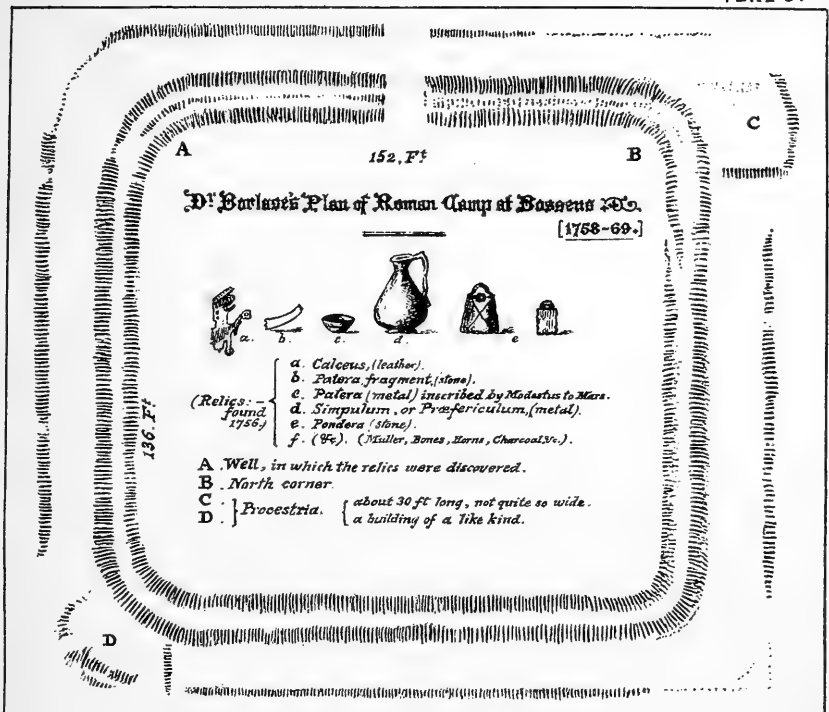 A
152, Ft
B
C
Dr Borlase's Plan of Roman Camp at Bossens
[1758-69.]
a. b. c. d. e
136. Ft
(Relics:- found 1756,)
a. Calceus, (leather).
b. Patera, fragment, (stone).
c. Patera (metal) inscribed by Modestus to Mars.
d. Simpulum, or Præfericulum, (metal).
e. Pondera (stone).
f. (&c). (Muller, Bones, Horns, Charcoal, &c.).
A . Well, in which the relics were discovered.
B . North corner.
C . } Procestria. { about 30 ft long, not quite so wide.
D . } { a building of a like kind.
D